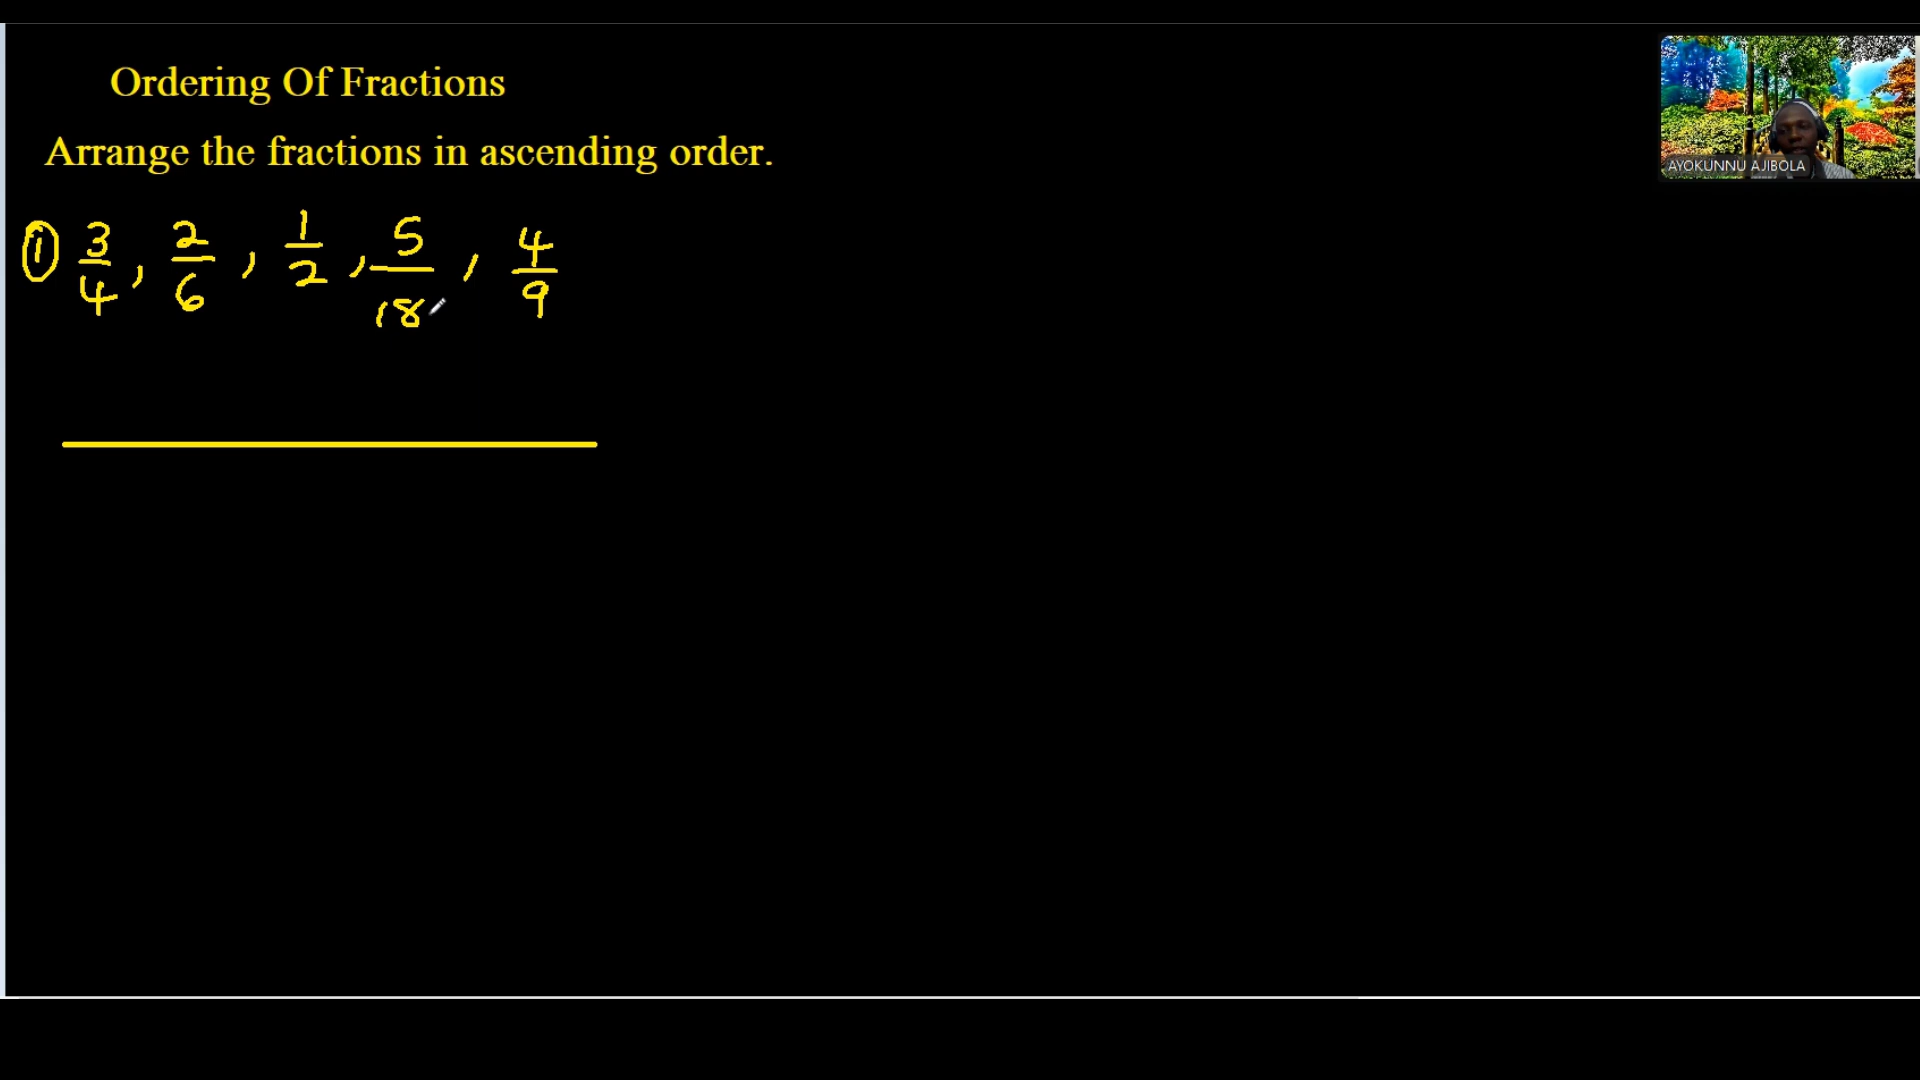 Ordering Of Fractions
AYOKUNNU AJIBOLA
Arrange the fractions in ascending order.
① 3/4, 2/6, 1/2, 5/18, 4/9